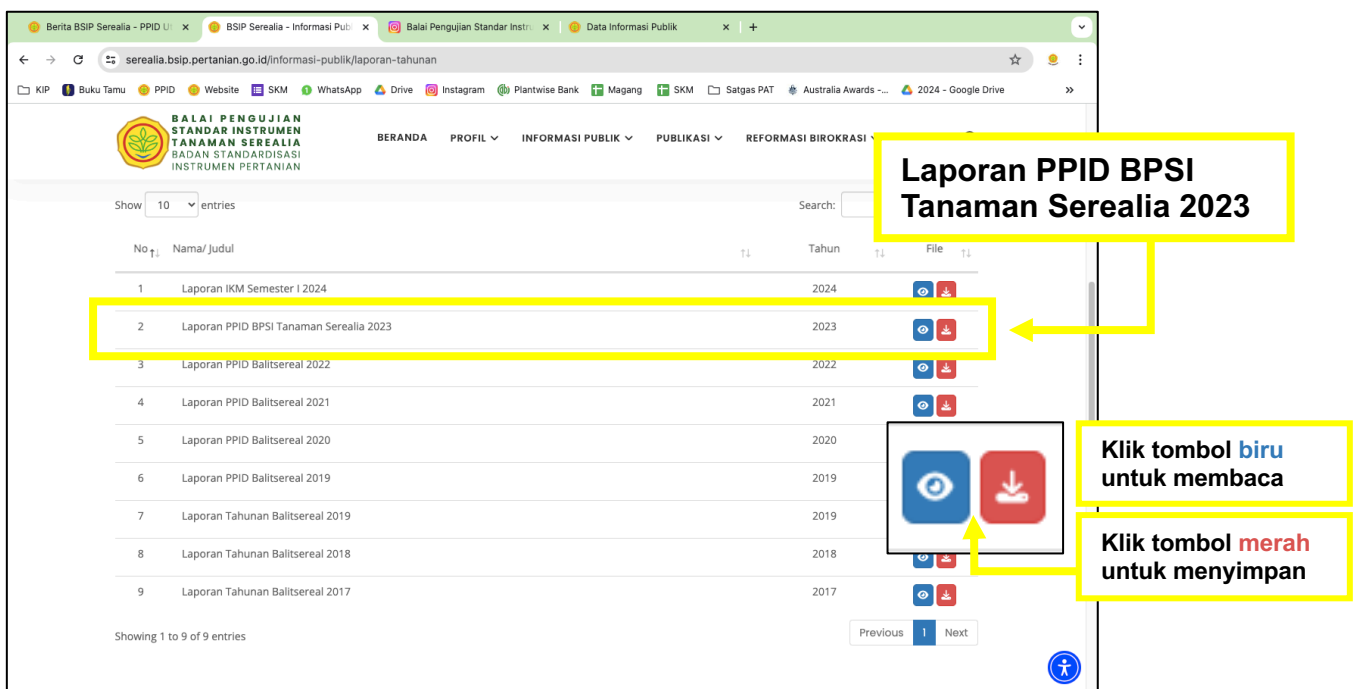 Berita BSIP Serealia - PPID U
BSIP Serealia - Informasi Pub
Balai Pengujian Standar Instr
Data Informasi Publik
serealia.bsip.pertanian.go.id/informasi-publik/laporan-tahunan
KIP Buku Tamu PPID Website SKM WhatsApp Drive Instagram Plantwise Bank Magang SKM Satgas PAT Australia Awards -... 2024 - Google Drive »
BALAI PENGUJIAN
STANDAR INSTRUMEN
TANAMAN SEREALIA
BADAN STANDARDISASI
INSTRUMEN PERTANIAN
BERANDA PROFIL INFORMASI PUBLIK PUBLIKASI REFORMASI BIROKRASI
Laporan PPID BPSI
Tanaman Serealia 2023
Show 10 entries Search:
No Nama/ Judul Tahun File
1 Laporan IKM Semester I 2024 2024
2 Laporan PPID BPSI Tanaman Serealia 2023 2023
3 Laporan PPID Balitsereal 2022 2022
4 Laporan PPID Balitsereal 2021 2021
5 Laporan PPID Balitsereal 2020 2020
6 Laporan PPID Balitsereal 2019 2019
7 Laporan Tahunan Balitsereal 2019 2019
8 Laporan Tahunan Balitsereal 2018 2018
9 Laporan Tahunan Balitsereal 2017 2017
Klik tombol biru
untuk membaca
Klik tombol merah
untuk menyimpan
Showing 1 to 9 of 9 entries
Previous 1 Next